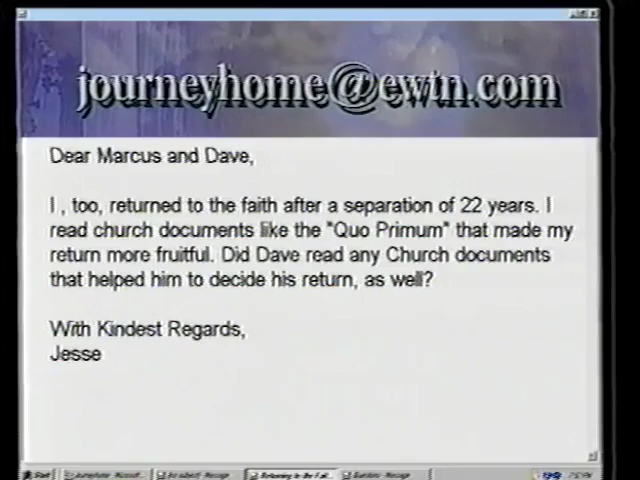 journeyhome@ewtn.com
Dear Marcus and Dave,
I , too, returned to the faith after a separation of 22 years. I
read church documents like the "Quo Primum" that made my
return more fruitful. Did Dave read any Church documents
that helped him to decide his return, as well?
With Kindest Regards,
Jesse
Start